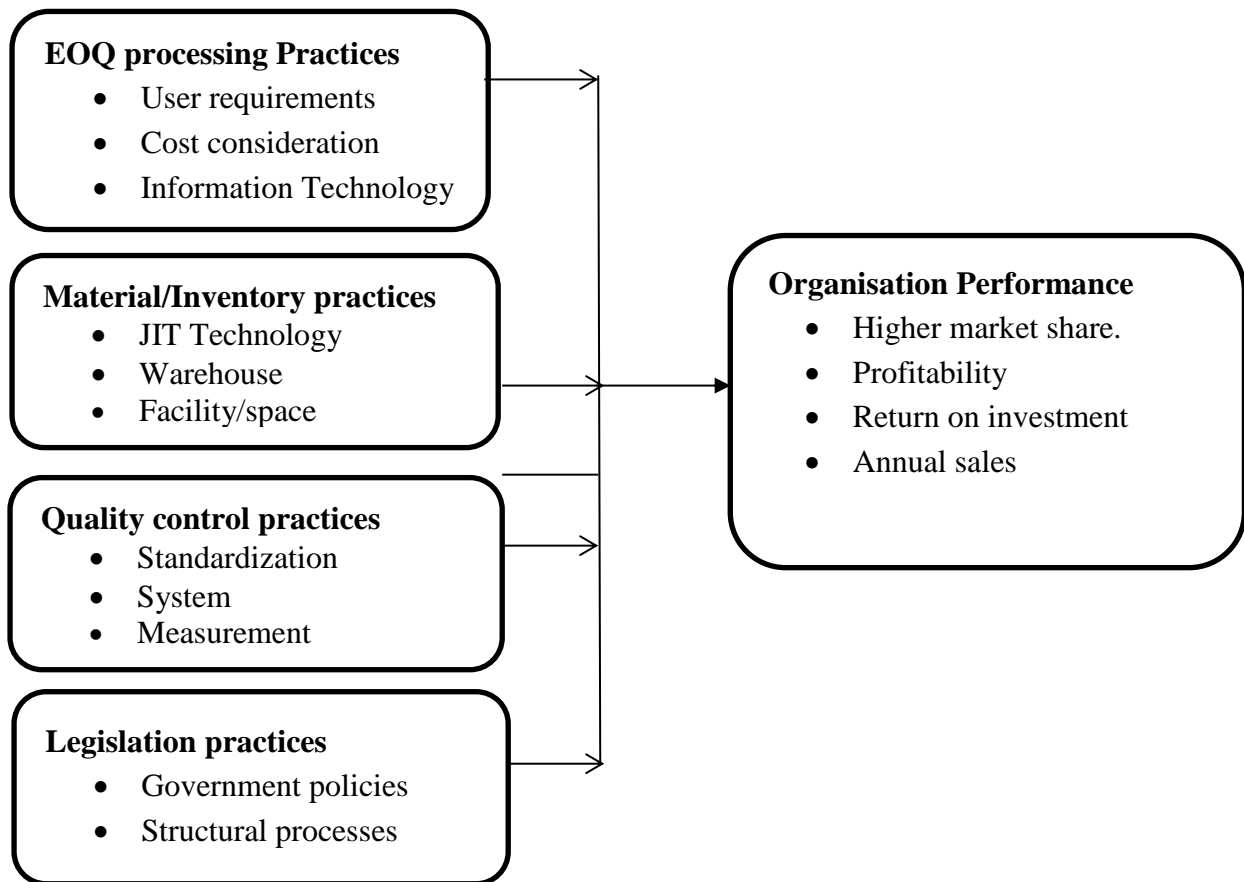 EOQ processing Practices
• User requirements
• Cost consideration
• Information Technology
Material/Inventory practices
• JIT Technology
• Warehouse
• Facility/space
Quality control practices
• Standardization
• System
• Measurement
Legislation practices
• Government policies
• Structural processes
Organisation Performance
• Higher market share.
• Profitability
• Return on investment
• Annual sales